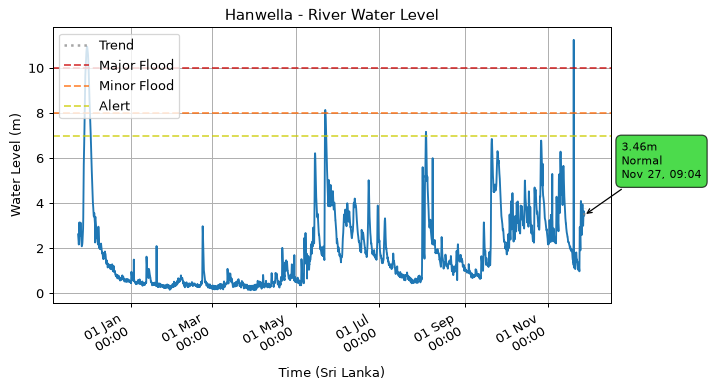 Hanwella - River Water Level
Trend
Major Flood
Minor Flood
Alert
10
8
6
4
2
0
Water Level (m)
3.46m
Normal
Nov 27, 09:04
01 Jan
00:00
01 Mar
00:00
01 May
00:00
01 Jul
00:00
01 Sep
00:00
01 Nov
00:00
Time (Sri Lanka)